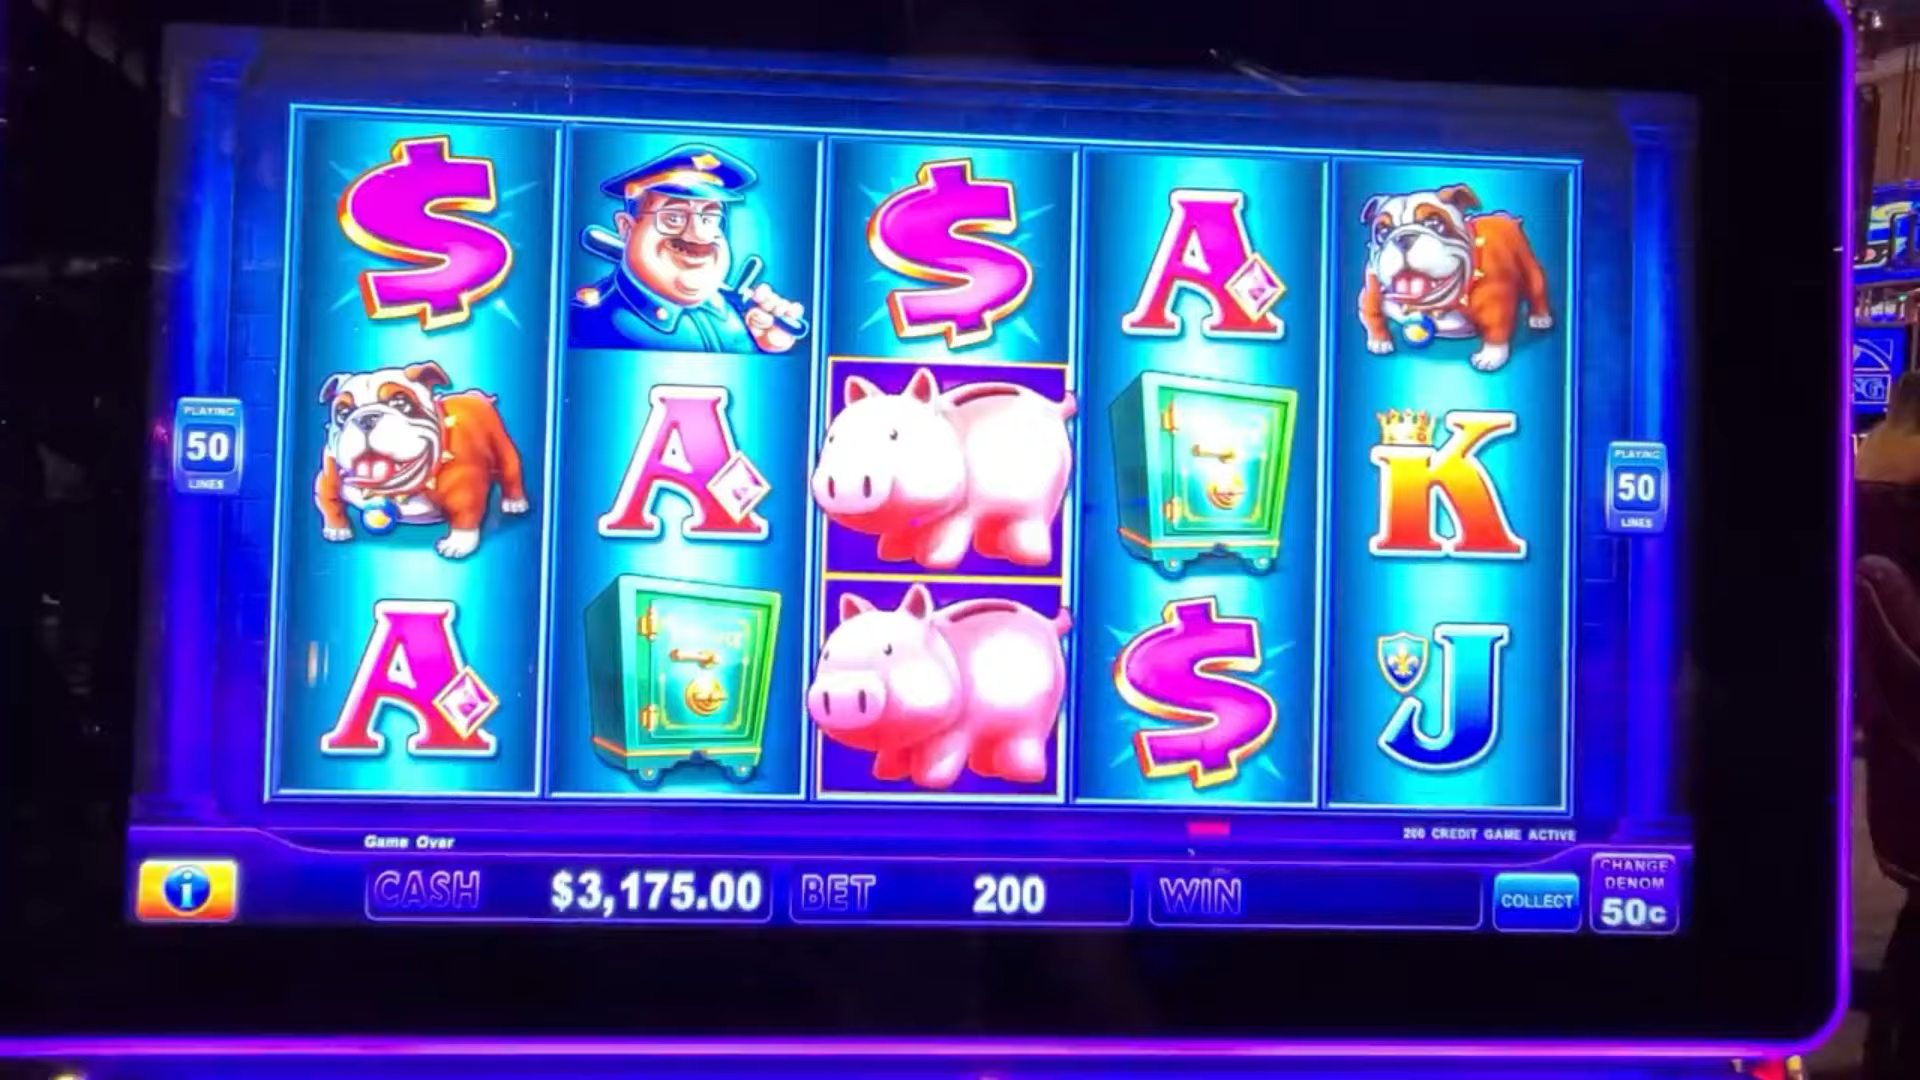 $ $ A
PLAYING
50
LINES
A K
PLAYING
50
LINES
A $ J
Game Over
200 CREDIT GAME ACTIVE
CASH $3,175.00 BET 200 WIN
COLLECT
CHANGE
DENOM
50c